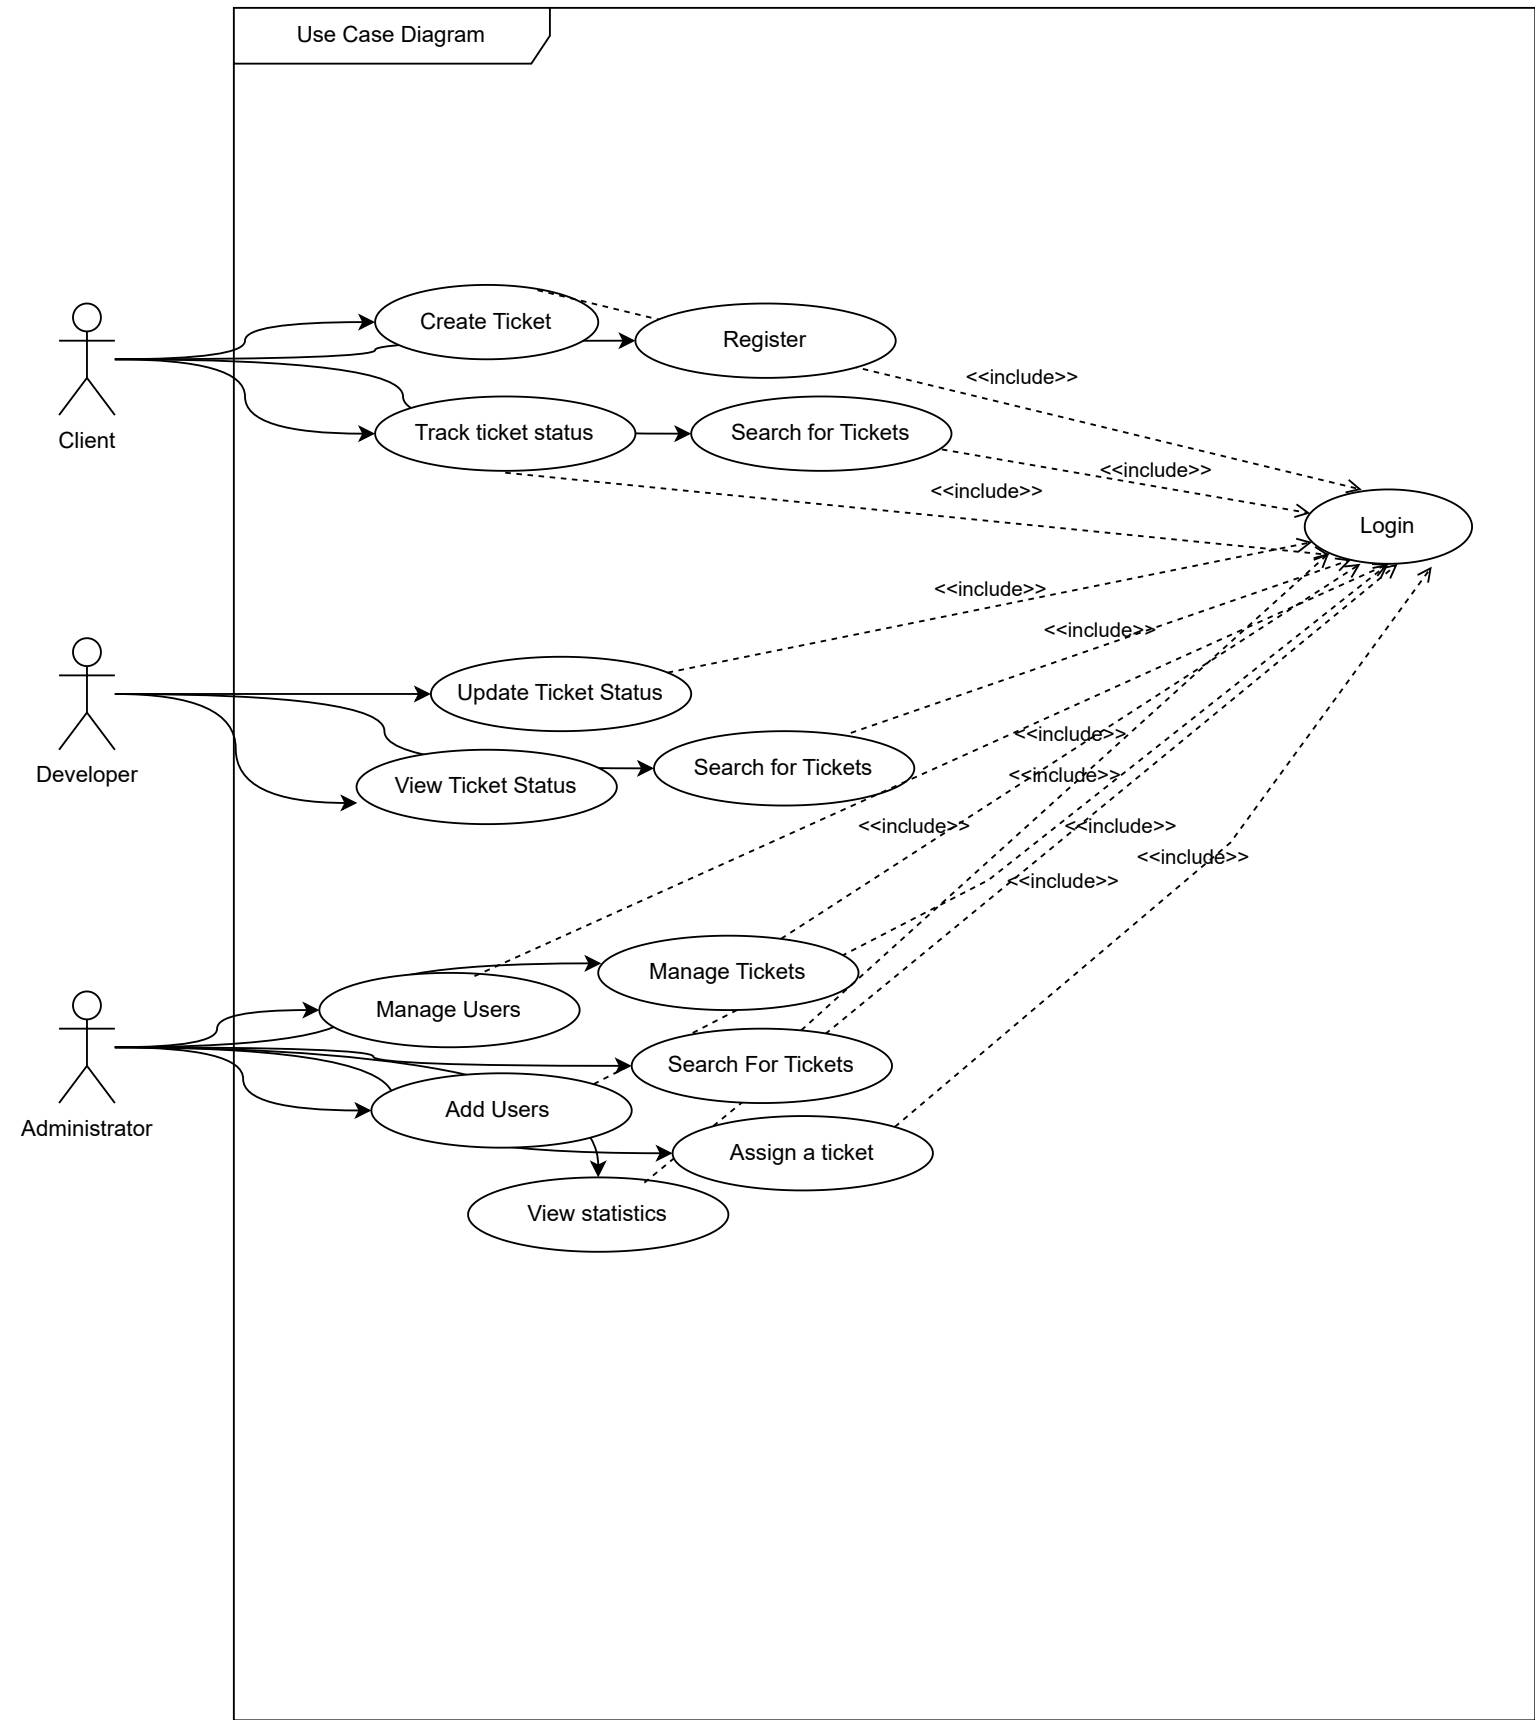 Use Case Diagram
Create Ticket
Register
<<include>>
Client
Track ticket status
Search for Tickets
<<include>>
<<include>>
Login
<<include>>
<<include>>
Update Ticket Status
Developer
View Ticket Status
Search for Tickets
<<include>>
<<include>>
<<include>>
<<include>>
<<include>>
<<include>>
Manage Tickets
Manage Users
Search For Tickets
Administrator
Add Users
Assign a ticket
View statistics